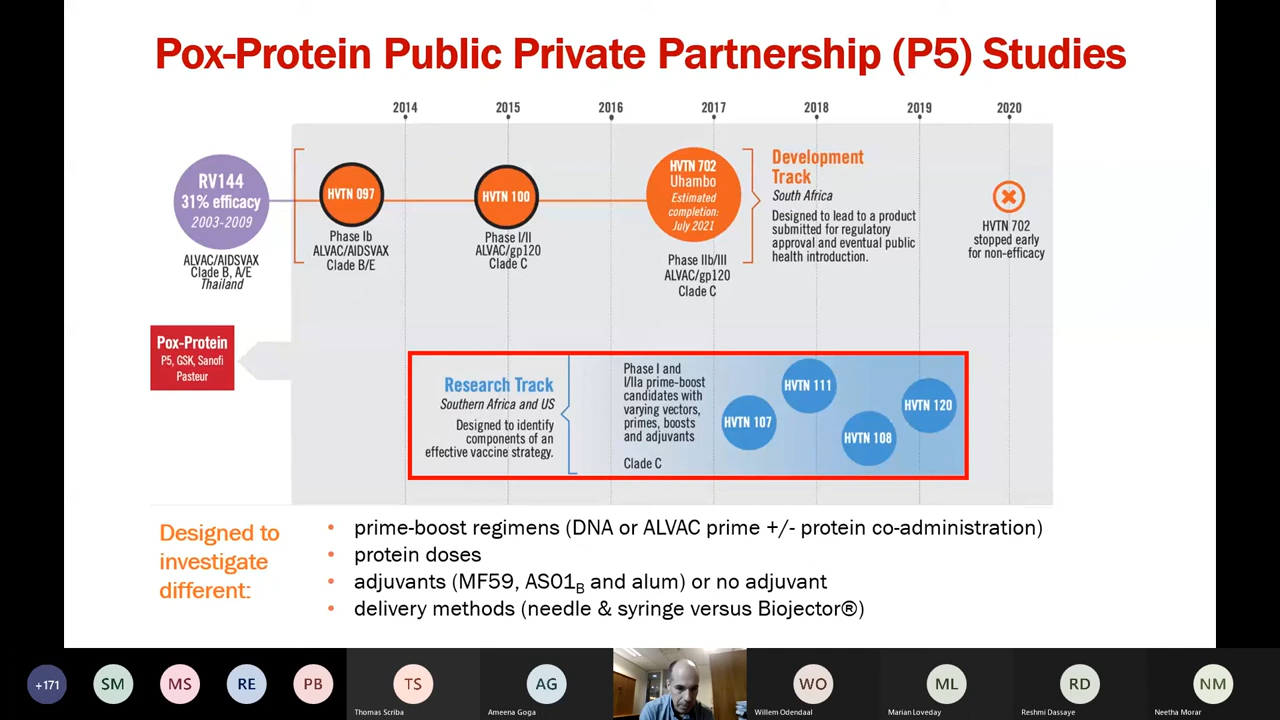 Pox-Protein Public Private Partnership (P5) Studies
2014
2015
2016
2017
2018
2019
2020
RV144
31% efficacy
2003-2009
ALVAC/AIDSVAX
Clade B, A/E
Thailand
HVTN 097
Phase Ib
ALVAC/AIDSVAX
Clade B/E
HVTN 100
Phase I/II
ALVAC/gp120
Clade C
HVTN 702
Uhambo
Estimated
completion:
July 2021
Phase IIb/III
ALVAC/gp120
Clade C
Development
Track
South Africa
Designed to lead to a product
submitted for regulatory
approval and eventual public
health introduction.
HVTN 702
stopped early
for non-efficacy
Pox-Protein
P5, GSK, Sanofi
Pasteur
Research Track
Southern Africa and US
Designed to identify
components of an
effective vaccine strategy.
Phase I and
I/IIa prime-boost
candidates with
varying vectors,
primes, boosts
and adjuvants
Clade C
HVTN 107
HVTN 111
HVTN 108
HVTN 120
Designed to
investigate
different:
• prime-boost regimens (DNA or ALVAC prime +/- protein co-administration)
• protein doses
• adjuvants (MF59, AS01B and alum) or no adjuvant
• delivery methods (needle & syringe versus Biojector®)
+171
SM
MS
RE
PB
TS
Thomas Scriba
AG
Ameena Goga
WO
Willem Odendaal
ML
Marian Loveday
RD
Reshmi Dassaye
NM
Neetha Morar